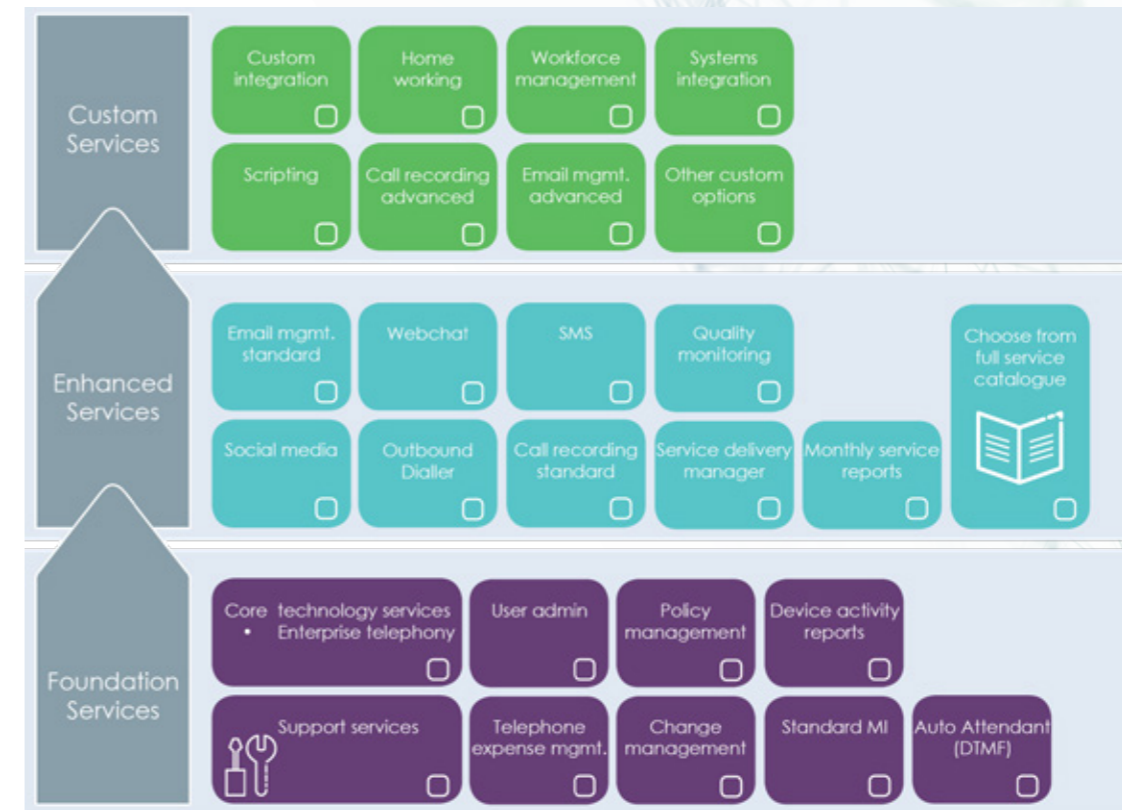 Custom
Services
Custom
integration
Home
working
Workforce
management
Systems
integration
Scripting
Call recording
advanced
Email mgmt.
advanced
Other custom
options
Enhanced
Services
Email mgmt.
standard
Webchat
SMS
Quality
monitoring
Choose from
full service
catalogue
Social media
Outbound
Dialler
Call recording
standard
Service delivery
manager
Monthly service
reports
Foundation
Services
Core technology services
• Enterprise telephony
User admin
Policy
management
Device activity
reports
Support services
Telephone
expense mgmt.
Change
management
Standard MI
Auto Attendant
(DTMF)